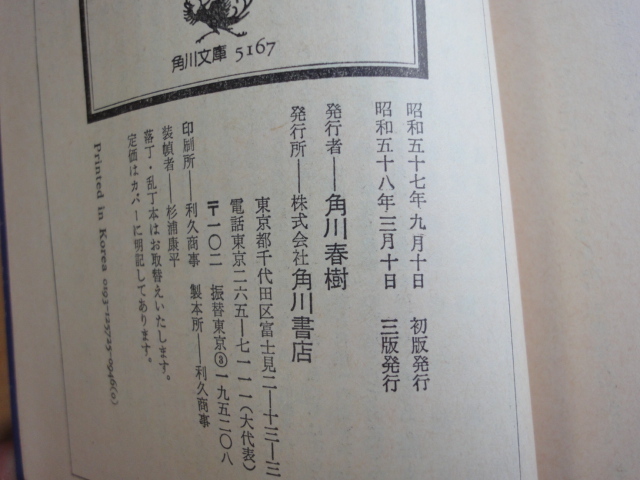 角川文庫 5167
昭和五十七年九月十日 初版発行
昭和五十八年三月十日 三版発行
発行者——角川春樹
発行所——株式会社角川書店
東京都千代田区富士見二—十三—三
電話東京二六五—七一一一(大代表)
〒一〇二 振替東京③一九五二〇八
印刷所——利久商事 製本所——利久商事
装幀者——杉浦康平
落丁・乱丁本はお取替えいたします。
定価はカバーに明記してあります。
Printed in Korea 0193-125725-0946(0)